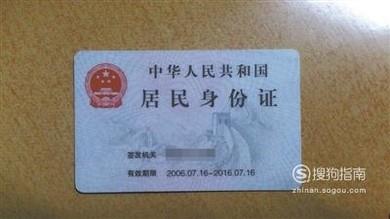 中华人民共和国
居民身份证
签发机关
有效期限 2006.07.16-2016.07.16
搜狗指南
zhinan.sogou.com